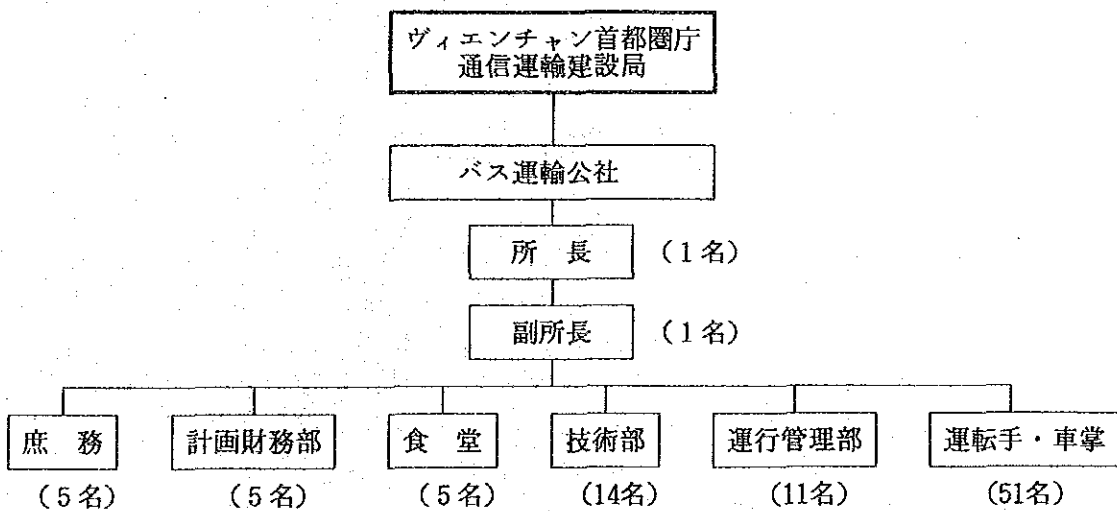 ヴィエンチャン首都圏庁
通信運輸建設局
バス運輸公社
所　長　（1名）
副所長　（1名）
庶　務　計画財務部　食　堂　技術部　運行管理部　運転手・車掌
（5名）　（5名）　（5名）　（14名）　（11名）　（51名）